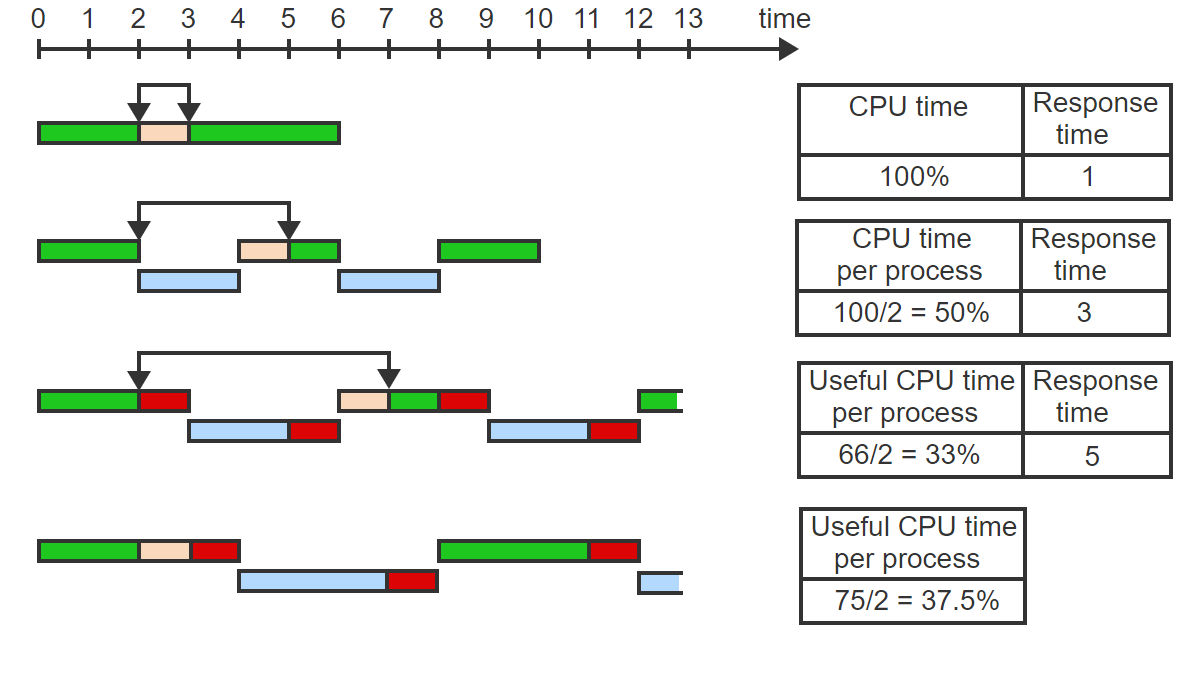 0 1 2 3 4 5 6 7 8 9 10 11 12 13 time
CPU time
Response
time
100%
1
CPU time
per process
Response
time
100/2 = 50%
3
Useful CPU time
per process
Response
time
66/2 = 33%
5
Useful CPU time
per process
75/2 = 37.5%